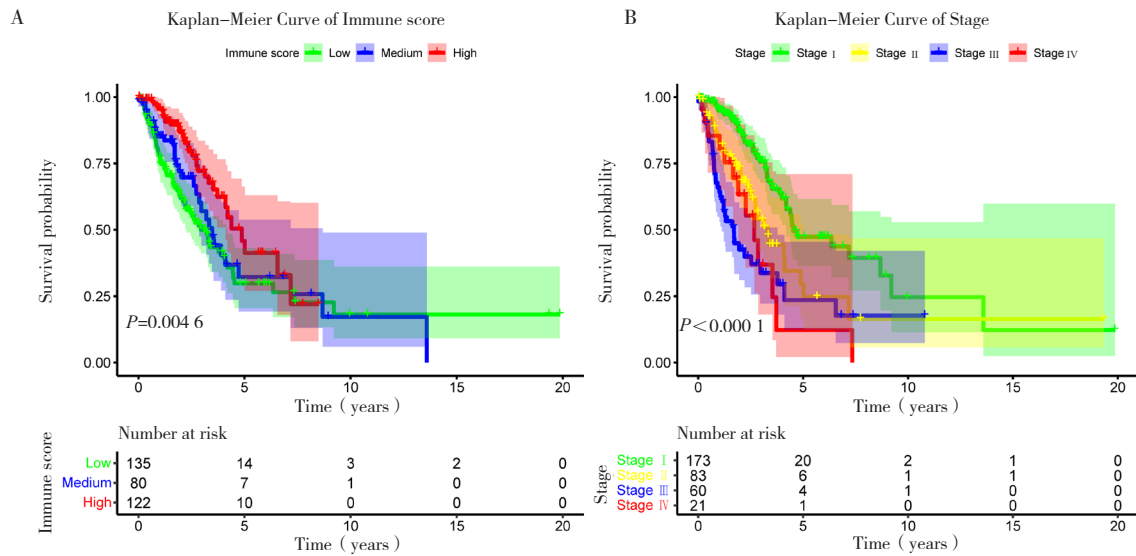 A
Kaplan−Meier Curve of Immune score
Immune score Low Medium High
Survival probability
1.00
0.75
0.50
0.25
0.00
P=0.004 6
0 5 10 15 20
Time ( years )
Number at risk
Immune score
Low 135 14 3 2 0
Medium 80 7 1 0 0
High 122 10 0 0 0
0 5 10 15 20
Time ( years )
B
Kaplan−Meier Curve of Stage
Stage Stage Ⅰ Stage Ⅱ Stage Ⅲ Stage Ⅳ
Survival probability
1.00
0.75
0.50
0.25
0.00
P<0.000 1
0 5 10 15 20
Time ( years )
Number at risk
Stage
Stage Ⅰ 173 20 2 1 0
Stage Ⅱ 83 6 1 1 0
Stage Ⅲ 60 4 1 0 0
Stage Ⅳ 21 1 0 0 0
0 5 10 15 20
Time ( years )